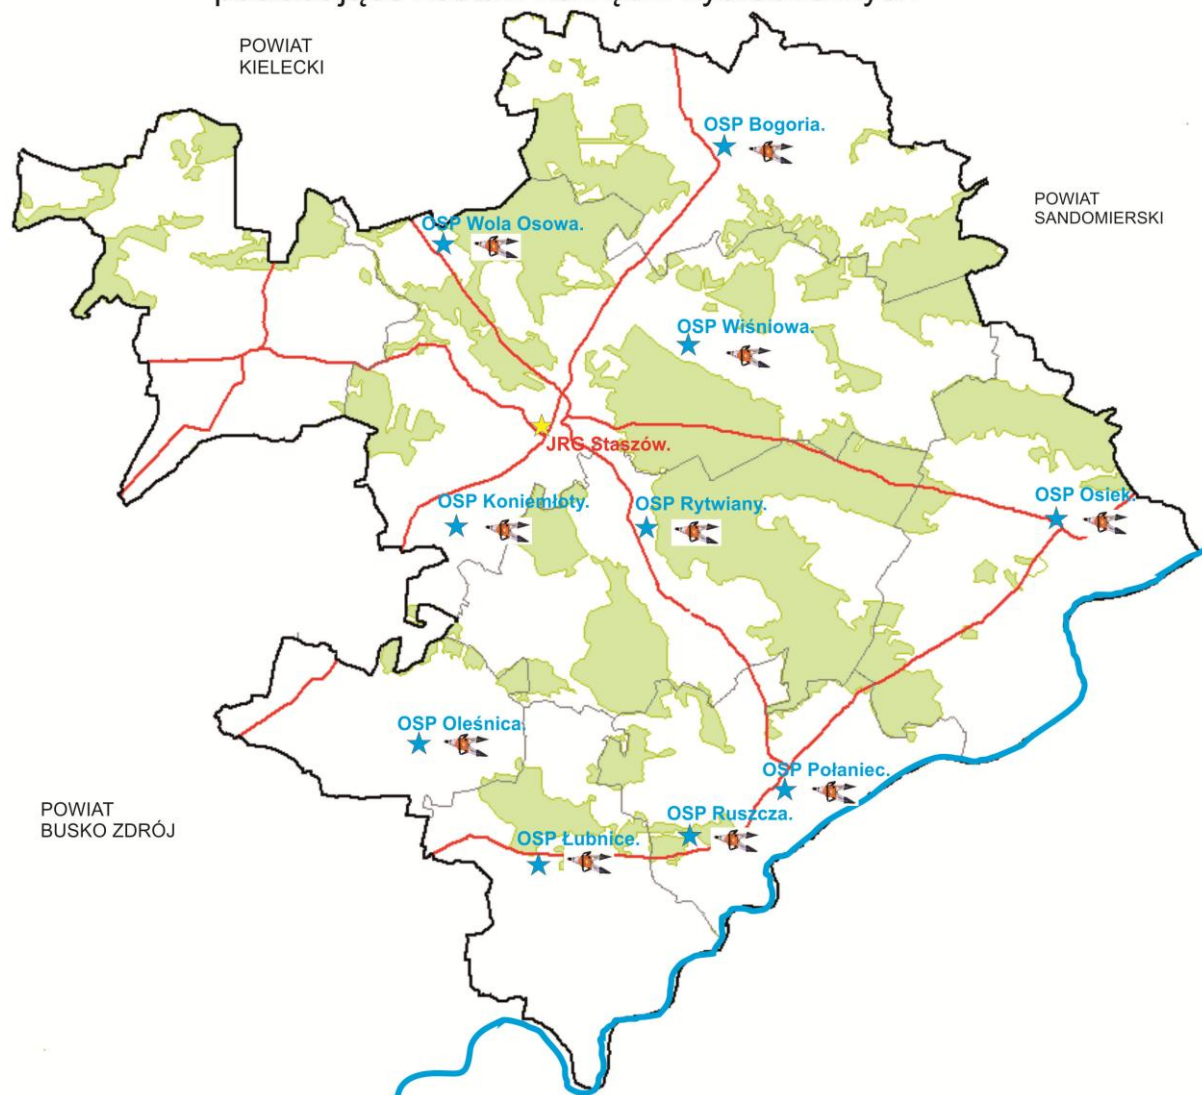 POWIAT
KIELECKI
OSP Bogoria.
POWIAT
SANDOMIERSKI
OSP Wola Osowa.
OSP Wiśniowa.
JRG Staszów.
OSP Koniemłoty.
OSP Rytwiany.
OSP Osiek.
OSP Oleśnica.
OSP Połaniec.
POWIAT
BUSKO ZDRÓJ
OSP Ruszcza.
OSP Łubnice.